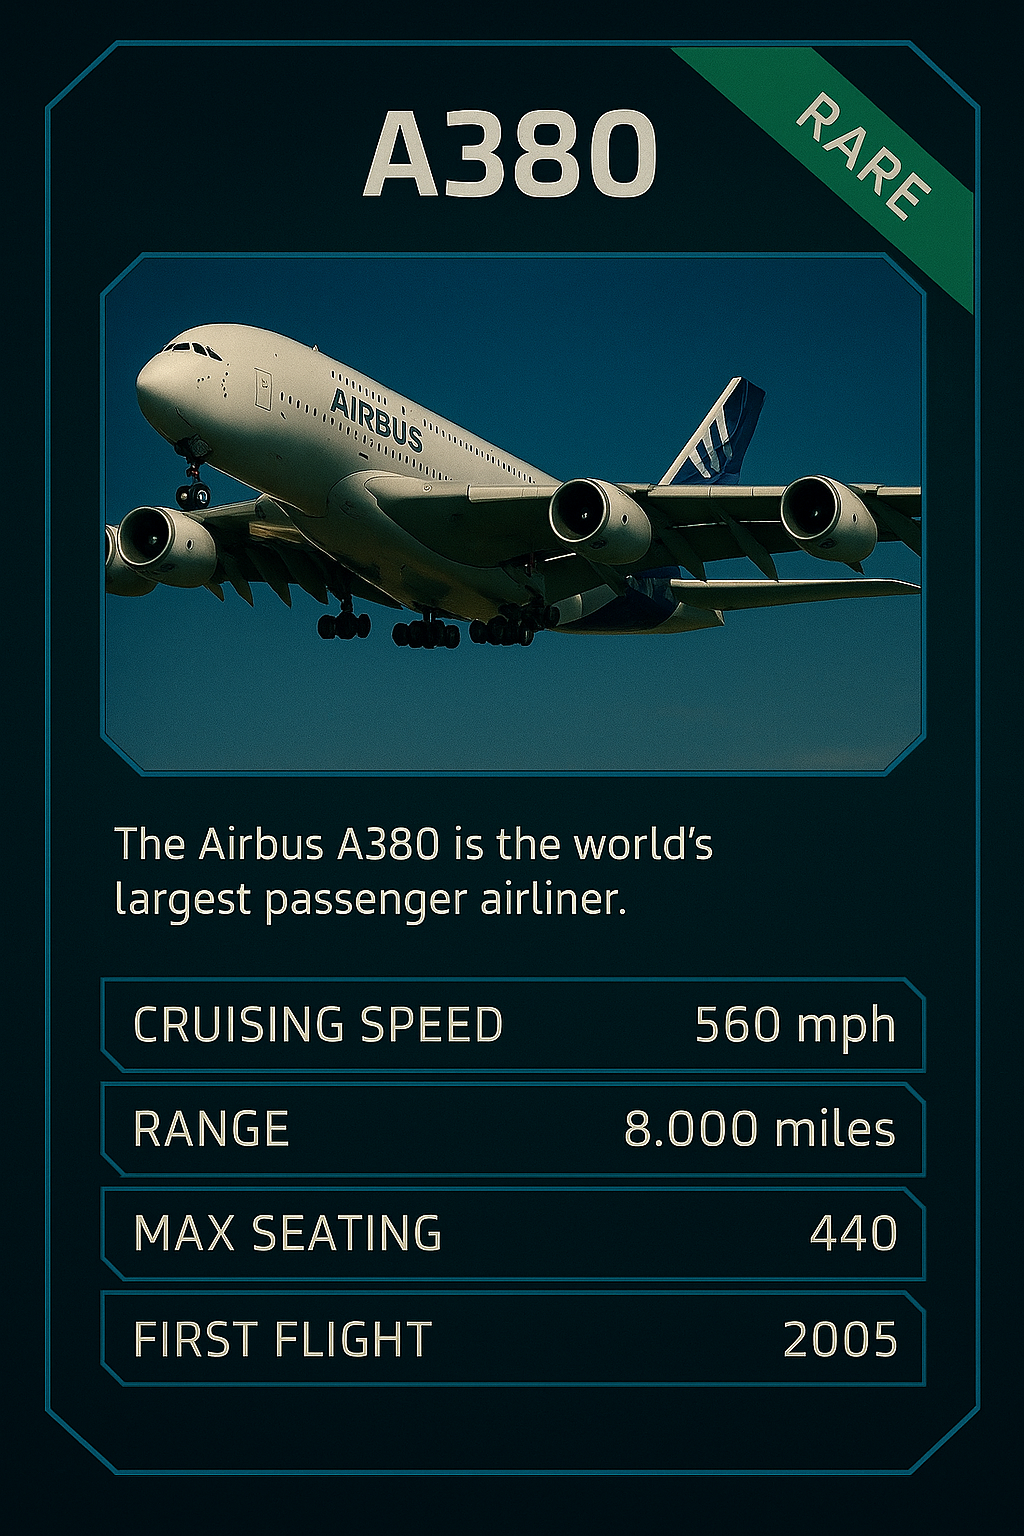 A380
RARE
AIRBUS
The Airbus A380 is the world's
largest passenger airliner.
CRUISING SPEED 560 mph
RANGE 8.000 miles
MAX SEATING 440
FIRST FLIGHT 2005